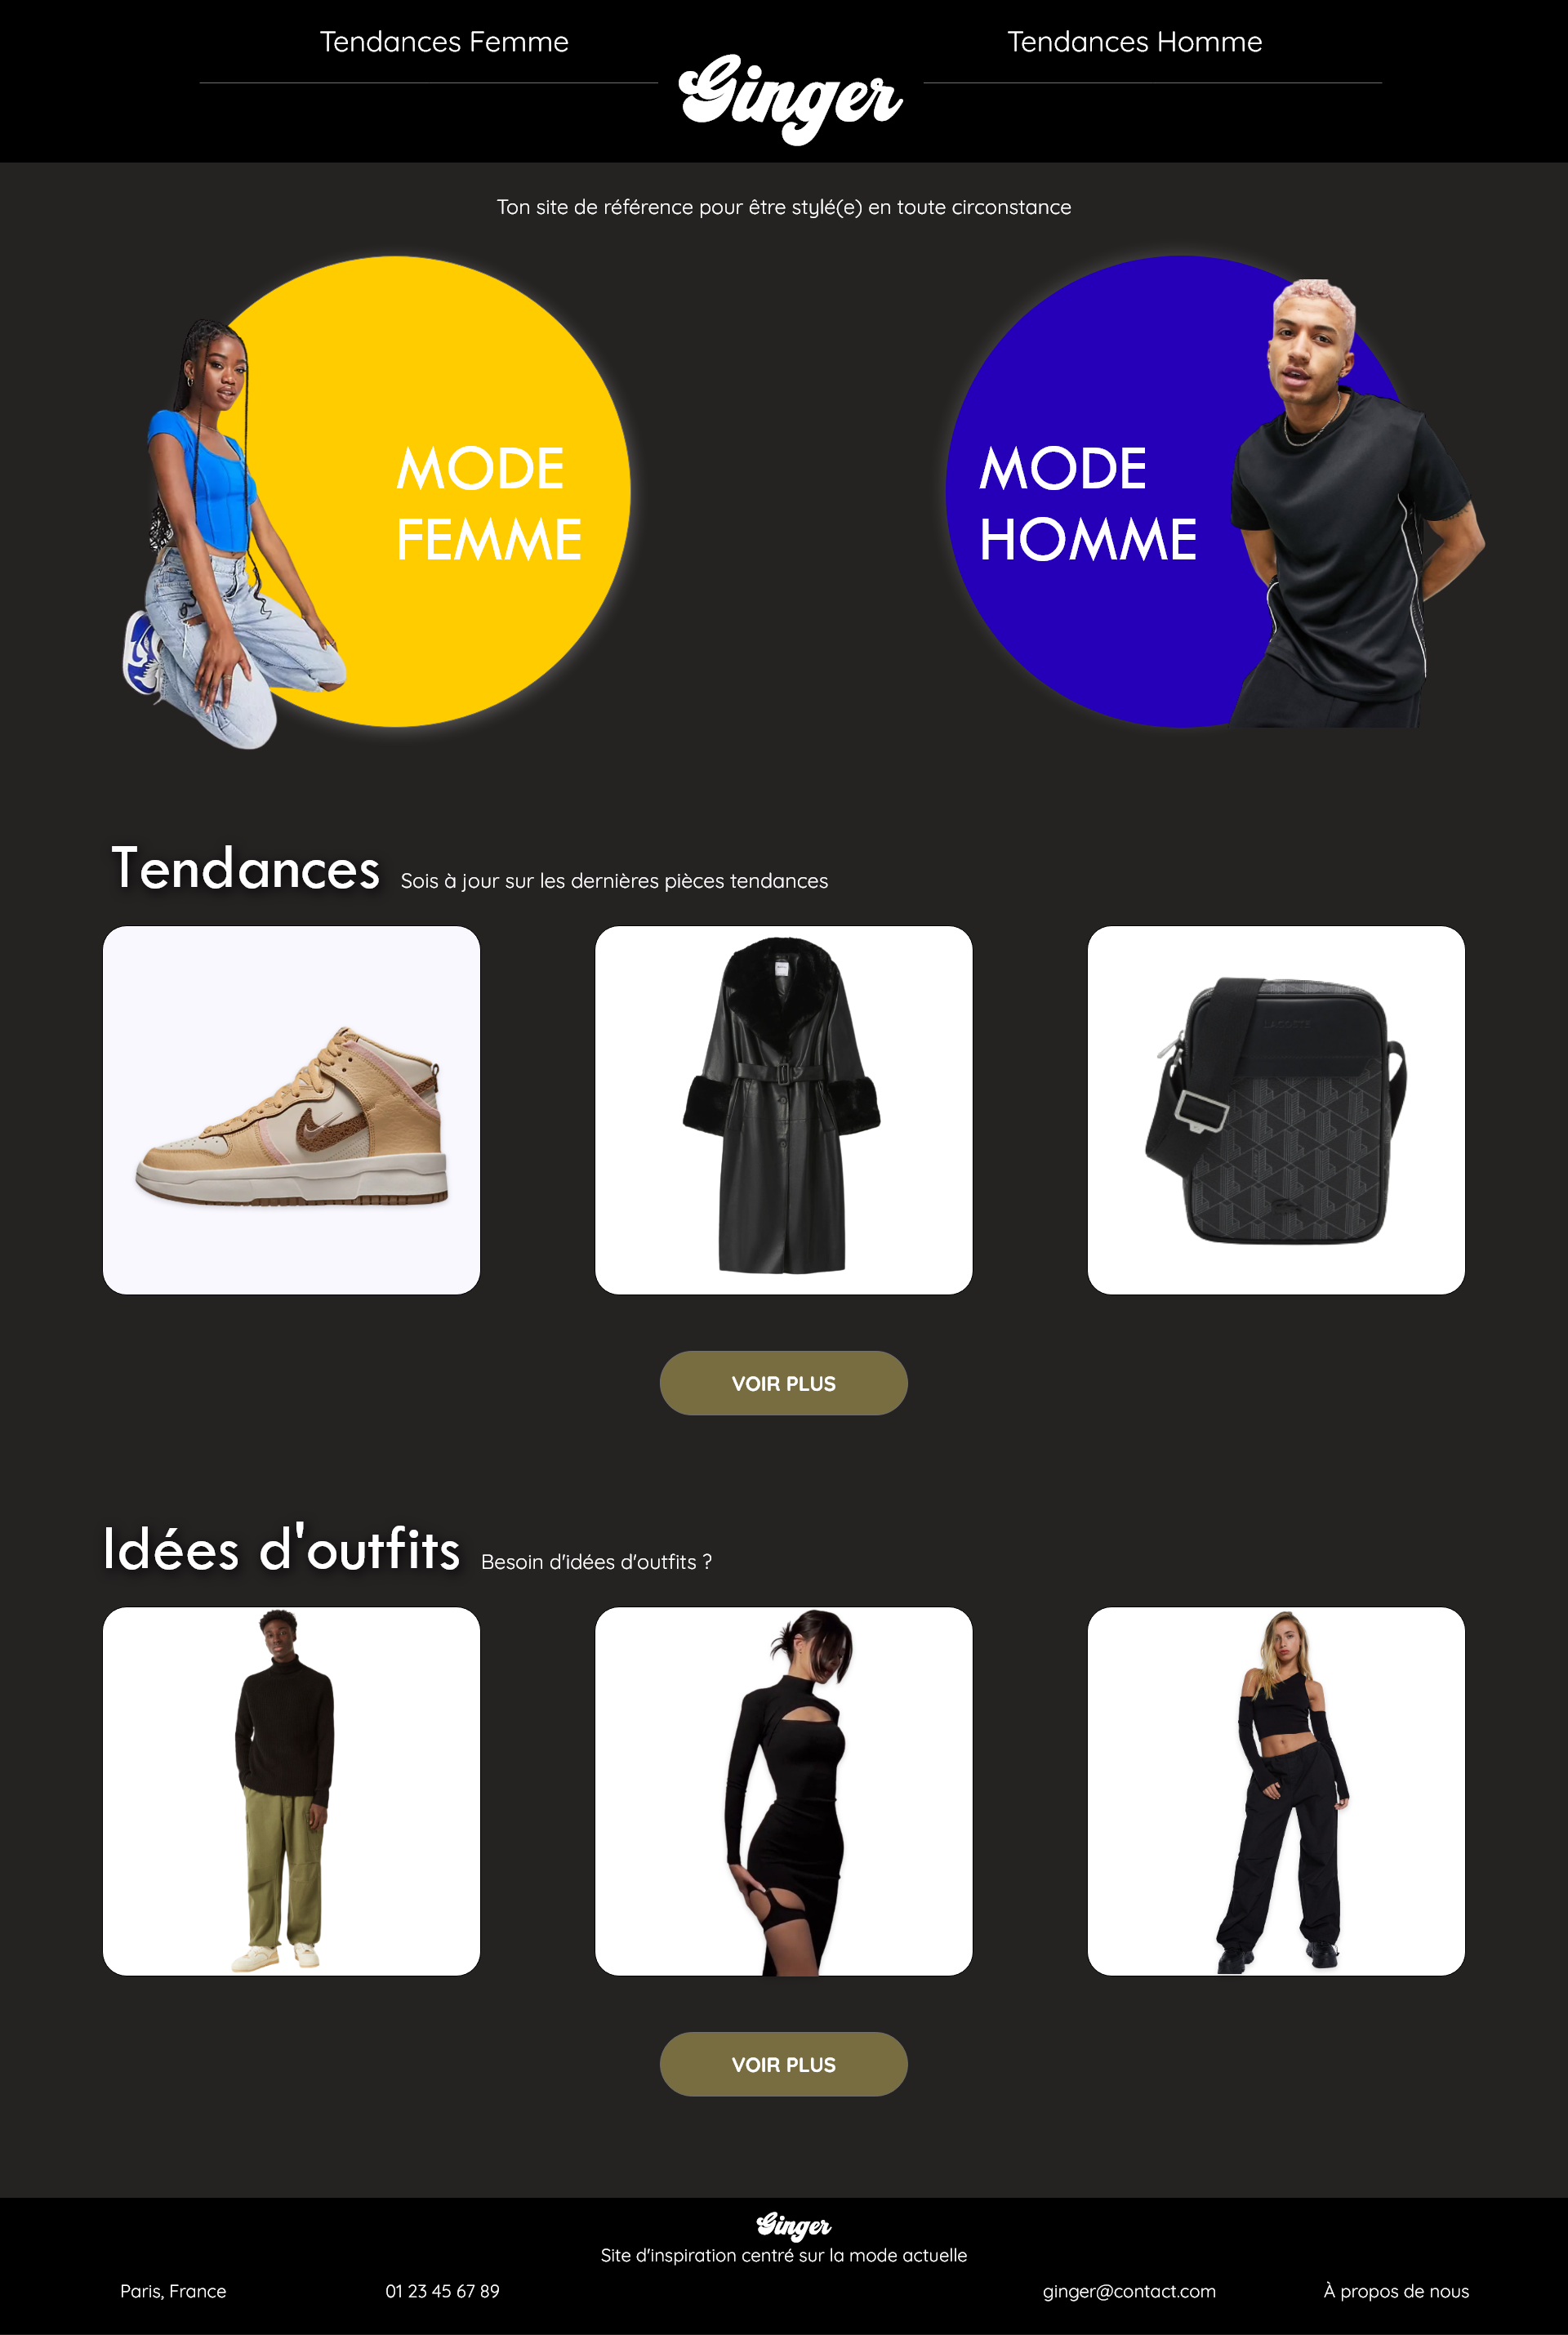 Tendances Femme
Tendances Homme
Ginger
Ton site de référence pour être stylé(e) en toute circonstance
MODE
FEMME
MODE
HOMME
Tendances
Sois à jour sur les dernières pièces tendances
LACOSTE
VOIR PLUS
Idées d'outfits
Besoin d'idées d'outfits ?
VOIR PLUS
Ginger
Site d'inspiration centré sur la mode actuelle
Paris, France
01 23 45 67 89
ginger@contact.com
À propos de nous